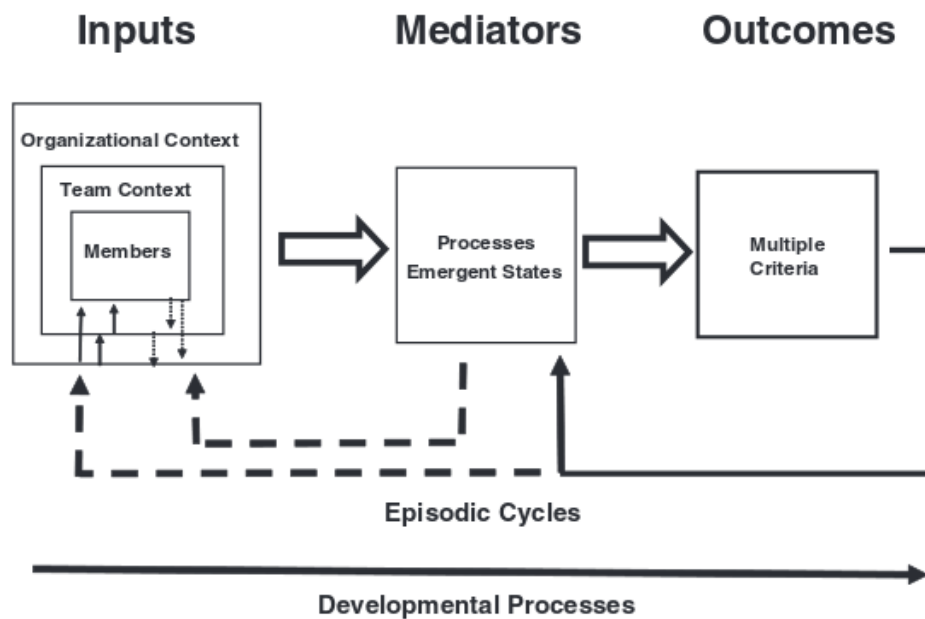 Inputs
Mediators
Outcomes
Organizational Context
Team Context
Members
Processes
Emergent States
Multiple
Criteria
Episodic Cycles
Developmental Processes